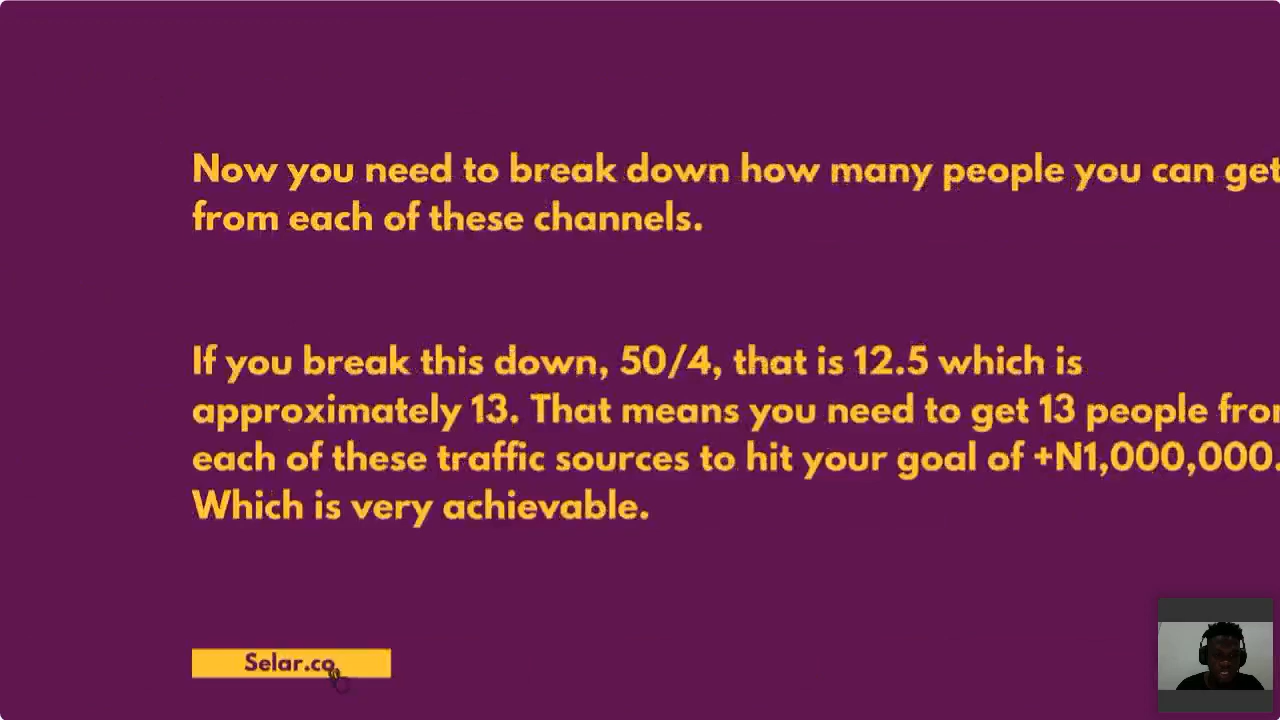 Now you need to break down how many people you can get
from each of these channels.
If you break this down, 50/4, that is 12.5 which is
approximately 13. That means you need to get 13 people
each of these traffic sources to hit your goal of +N1,000,000.
Which is very achievable.
Selar.co